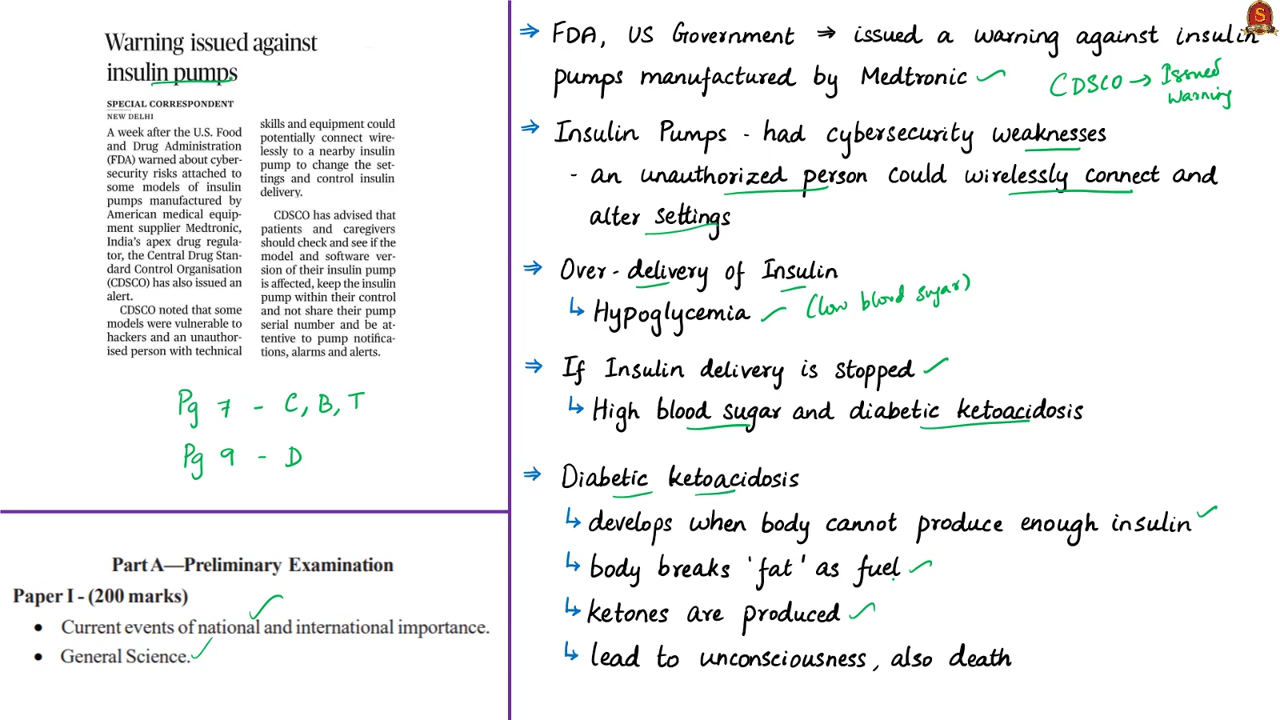 Warning issued against
insulin pumps
SPECIAL CORRESPONDENT
NEW DELHI
A week after the U.S. Food
and Drug Administration
(FDA) warned about cyber-
security risks attached to
some models of insulin
pumps manufactured by
American medical equip-
ment supplier Medtronic,
India's apex drug regula-
tor, the Central Drug Stan-
dard Control Organisation
(CDSCO) has also issued an
alert.
CDSCO noted that some
models were vulnerable to
hackers and an unauthor-
ised person with technical
skills and equipment could
potentially connect wire-
lessly to a nearby insulin
pump to change the set-
tings and control insulin
delivery.
CDSCO has advised that
patients and caregivers
should check and see if the
model and software ver-
sion of their insulin pump
is affected, keep the insulin
pump within their control
and not share their pump
serial number and be at-
tentive to pump notifica-
tions, alarms and alerts.
Pg 7 - C, B, T
Pg 9 - D
Part A—Preliminary Examination
Paper I - (200 marks)
• Current events of national and international importance.
• General Science.
⇒ FDA, US Government ⇒ issued a warning against insulin
pumps manufactured by Medtronic ✓
CDSCO → Issued
warning
⇒ Insulin Pumps - had cybersecurity weaknesses
- an unauthorized person could wirelessly connect and
alter settings
⇒ Over-delivery of Insulin
↳ Hypoglycemia ✓ (low blood sugar)
⇒ If Insulin delivery is stopped ✓
↳ High blood sugar and diabetic ketoacidosis
⇒ Diabetic ketoacidosis
↳ develops when body cannot produce enough insulin ✓
↳ body breaks 'fat' as fuel ✓
↳ ketones are produced ✓
↳ lead to unconsciousness, also death
S